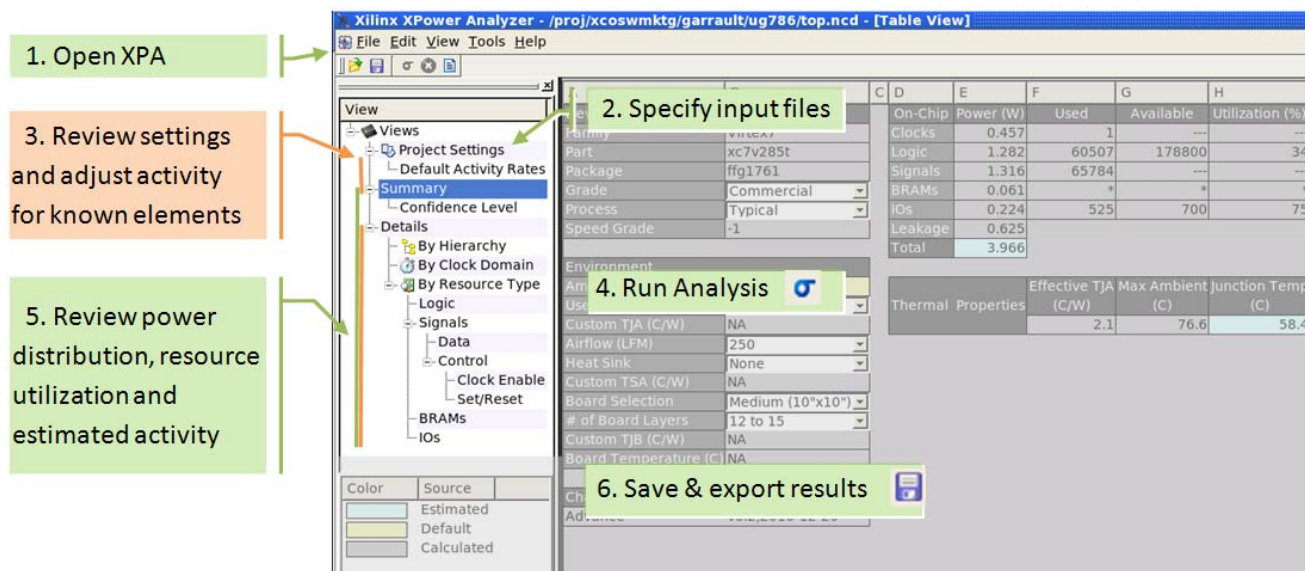 Xilinx XPower Analyzer - /proj/xcoswmktg/garrault/ug786/top.ncd - [Table View]
File Edit View Tools Help
1. Open XPA
2. Specify input files
3. Review settings
and adjust activity
for known elements
4. Run Analysis
5. Review power
distribution, resource
utilization and
estimated activity
6. Save & export results
View
Views
Project Settings
Default Activity Rates
Summary
Confidence Level
Details
By Hierarchy
By Clock Domain
By Resource Type
Logic
Signals
Data
Control
Clock Enable
Set/Reset
BRAMs
IOs
Color Source
Estimated
Default
Calculated
C D E F G H
Family Virtex7
Part xc7v285t
Package ffg1761
Grade Commercial
Process Typical
Speed Grade -1
Environment
Custom TJA (C/W) NA
Airflow (LFM) 250
Heat Sink None
Custom TSA (C/W) NA
Board Selection Medium (10"x10")
# of Board Layers 12 to 15
Custom TJB (C/W) NA
Board Temperature (C) NA
On-Chip Power (W) Used Available Utilization (%)
Clocks 0.457 1 --- ---
Logic 1.282 60507 178800 34
Signals 1.316 65784 --- ---
BRAMs 0.061 * * *
IOs 0.224 525 700 75
Leakage 0.625
Total 3.966
Effective TJA Max Ambient Junction Temp
Thermal Properties (C/W) (C) (C)
2.1 76.6 58.4